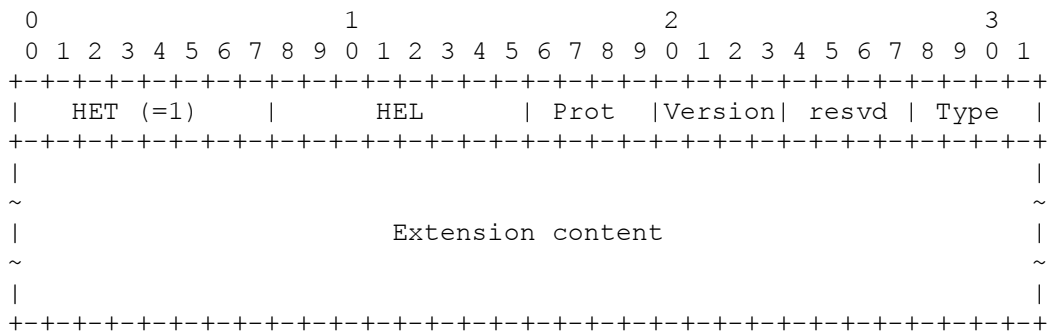 0                   1                   2                   3
 0 1 2 3 4 5 6 7 8 9 0 1 2 3 4 5 6 7 8 9 0 1 2 3 4 5 6 7 8 9 0 1
+-+-+-+-+-+-+-+-+-+-+-+-+-+-+-+-+-+-+-+-+-+-+-+-+-+-+-+-+-+-+-+-+
|   HET (=1)    |      HEL      | Prot  |Version| resvd | Type  |
+-+-+-+-+-+-+-+-+-+-+-+-+-+-+-+-+-+-+-+-+-+-+-+-+-+-+-+-+-+-+-+-+
|                                                               |
~                                                               ~
|                       Extension content                       |
~                                                               ~
|                                                               |
+-+-+-+-+-+-+-+-+-+-+-+-+-+-+-+-+-+-+-+-+-+-+-+-+-+-+-+-+-+-+-+-+